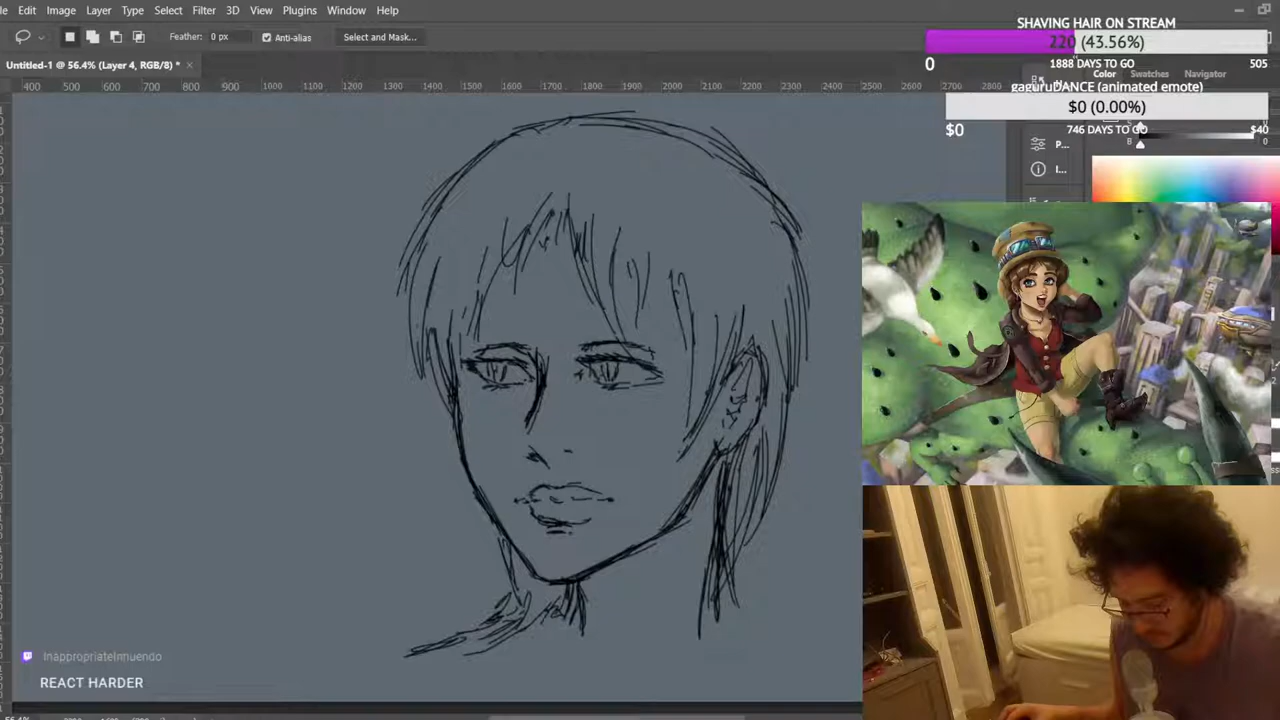 Edit Image Layer Type Select Filter 3D View Plugins Window Help
Feather: 0 px Anti-alias Select and Mask...
Untitled-1 @ 56.4% (Layer 4, RGB/8) * ×
400 500 600 700 800 900 1000 1100 1200 1300 1400 1500 1600 1700 1800 1900 2000 2100 2200 2300 2400 2500 2600 2700 2800
SHAVING HAIR ON STREAM
220 (43.56%)
0 1888 DAYS TO GO 505
Color Swatches Navigator
gaguruDANCE (animated emote)
$0 (0.00%)
$0 746 DAYS TO GO $40
B 0
P...
I...
InappropriateInnuendo
REACT HARDER